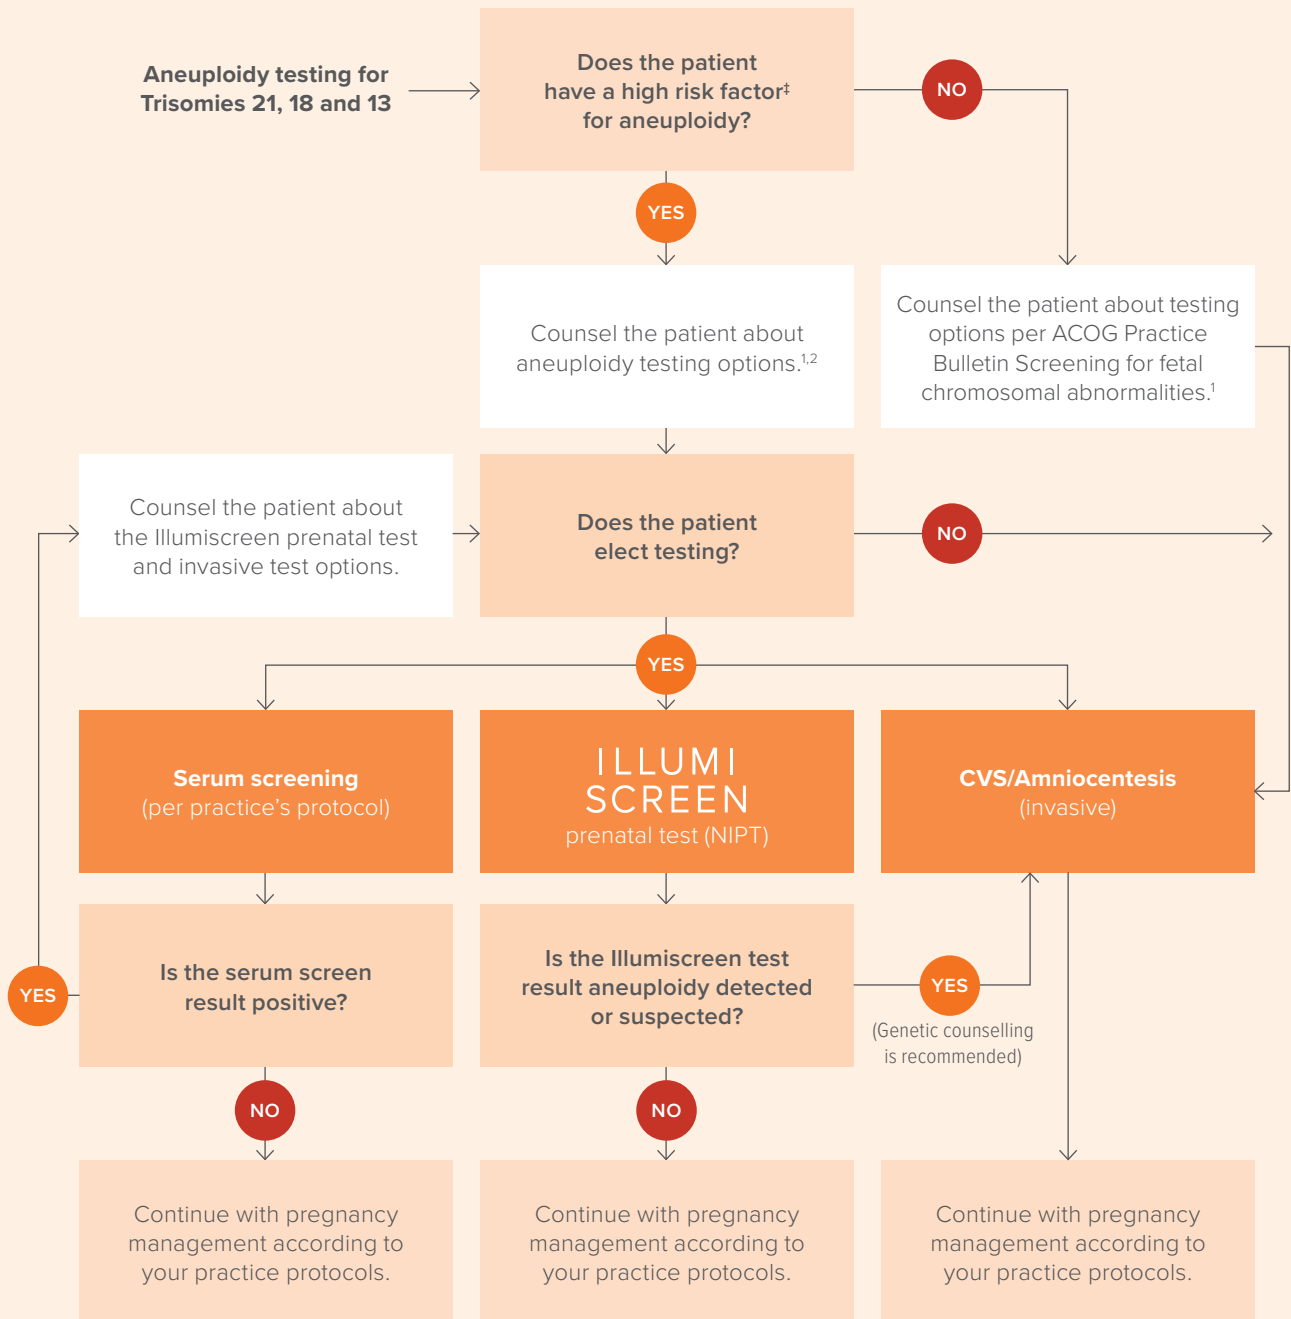 Aneuploidy testing for
Trisomies 21, 18 and 13
Does the patient
have a high risk factor‡
for aneuploidy?
NO
YES
Counsel the patient about
aneuploidy testing options.1,2
Counsel the patient about testing
options per ACOG Practice
Bulletin Screening for fetal
chromosomal abnormalities.1
Counsel the patient about
the Illumiscreen prenatal test
and invasive test options.
Does the patient
elect testing?
NO
YES
Serum screening
(per practice's protocol)
ILLUMI
SCREEN
prenatal test (NIPT)
CVS/Amniocentesis
(invasive)
YES
Is the serum screen
result positive?
Is the Illumiscreen test
result aneuploidy detected
or suspected?
YES
(Genetic counselling
is recommended)
NO
NO
Continue with pregnancy
management according to
your practice protocols.
Continue with pregnancy
management according to
your practice protocols.
Continue with pregnancy
management according to
your practice protocols.